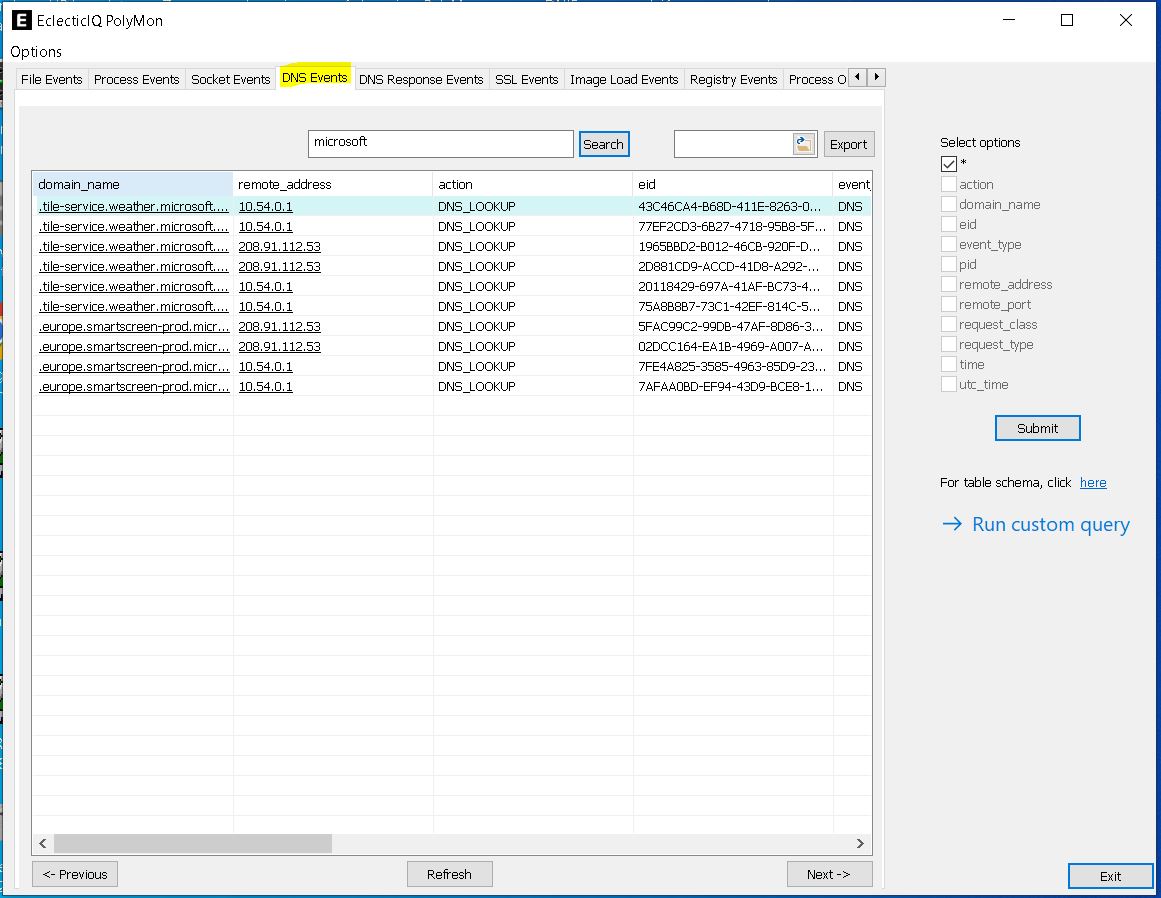 E EclecticIQ PolyMon
Options
File Events Process Events Socket Events DNS Events DNS Response Events SSL Events Image Load Events Registry Events Process O
microsoft Search Export
domain_name remote_address action eid event_
.tile-service.weather.microsoft.... 10.54.0.1 DNS_LOOKUP 43C46CA4-B68D-411E-8263-0... DNS
.tile-service.weather.microsoft.... 10.54.0.1 DNS_LOOKUP 77EF2CD3-6B27-4718-95B8-5F... DNS
.tile-service.weather.microsoft.... 208.91.112.53 DNS_LOOKUP 1965BBD2-B012-46CB-920F-D... DNS
.tile-service.weather.microsoft.... 208.91.112.53 DNS_LOOKUP 2D881CD9-ACCD-41D8-A292-... DNS
.tile-service.weather.microsoft.... 10.54.0.1 DNS_LOOKUP 20118429-697A-41AF-BC73-4... DNS
.tile-service.weather.microsoft.... 10.54.0.1 DNS_LOOKUP 75A8B8B7-73C1-42EF-814C-5... DNS
.europe.smartscreen-prod.micr... 208.91.112.53 DNS_LOOKUP 5FAC99C2-99DB-47AF-8D86-3... DNS
.europe.smartscreen-prod.micr... 208.91.112.53 DNS_LOOKUP 02DCC164-EA1B-4969-A007-A... DNS
.europe.smartscreen-prod.micr... 10.54.0.1 DNS_LOOKUP 7FE4A825-3585-4963-85D9-23... DNS
.europe.smartscreen-prod.micr... 10.54.0.1 DNS_LOOKUP 7AFAA0BD-EF94-43D9-BCE8-1... DNS
<- Previous Refresh Next ->
Select options
*
action
domain_name
eid
event_type
pid
remote_address
remote_port
request_class
request_type
time
utc_time
Submit
For table schema, click here
→ Run custom query
Exit